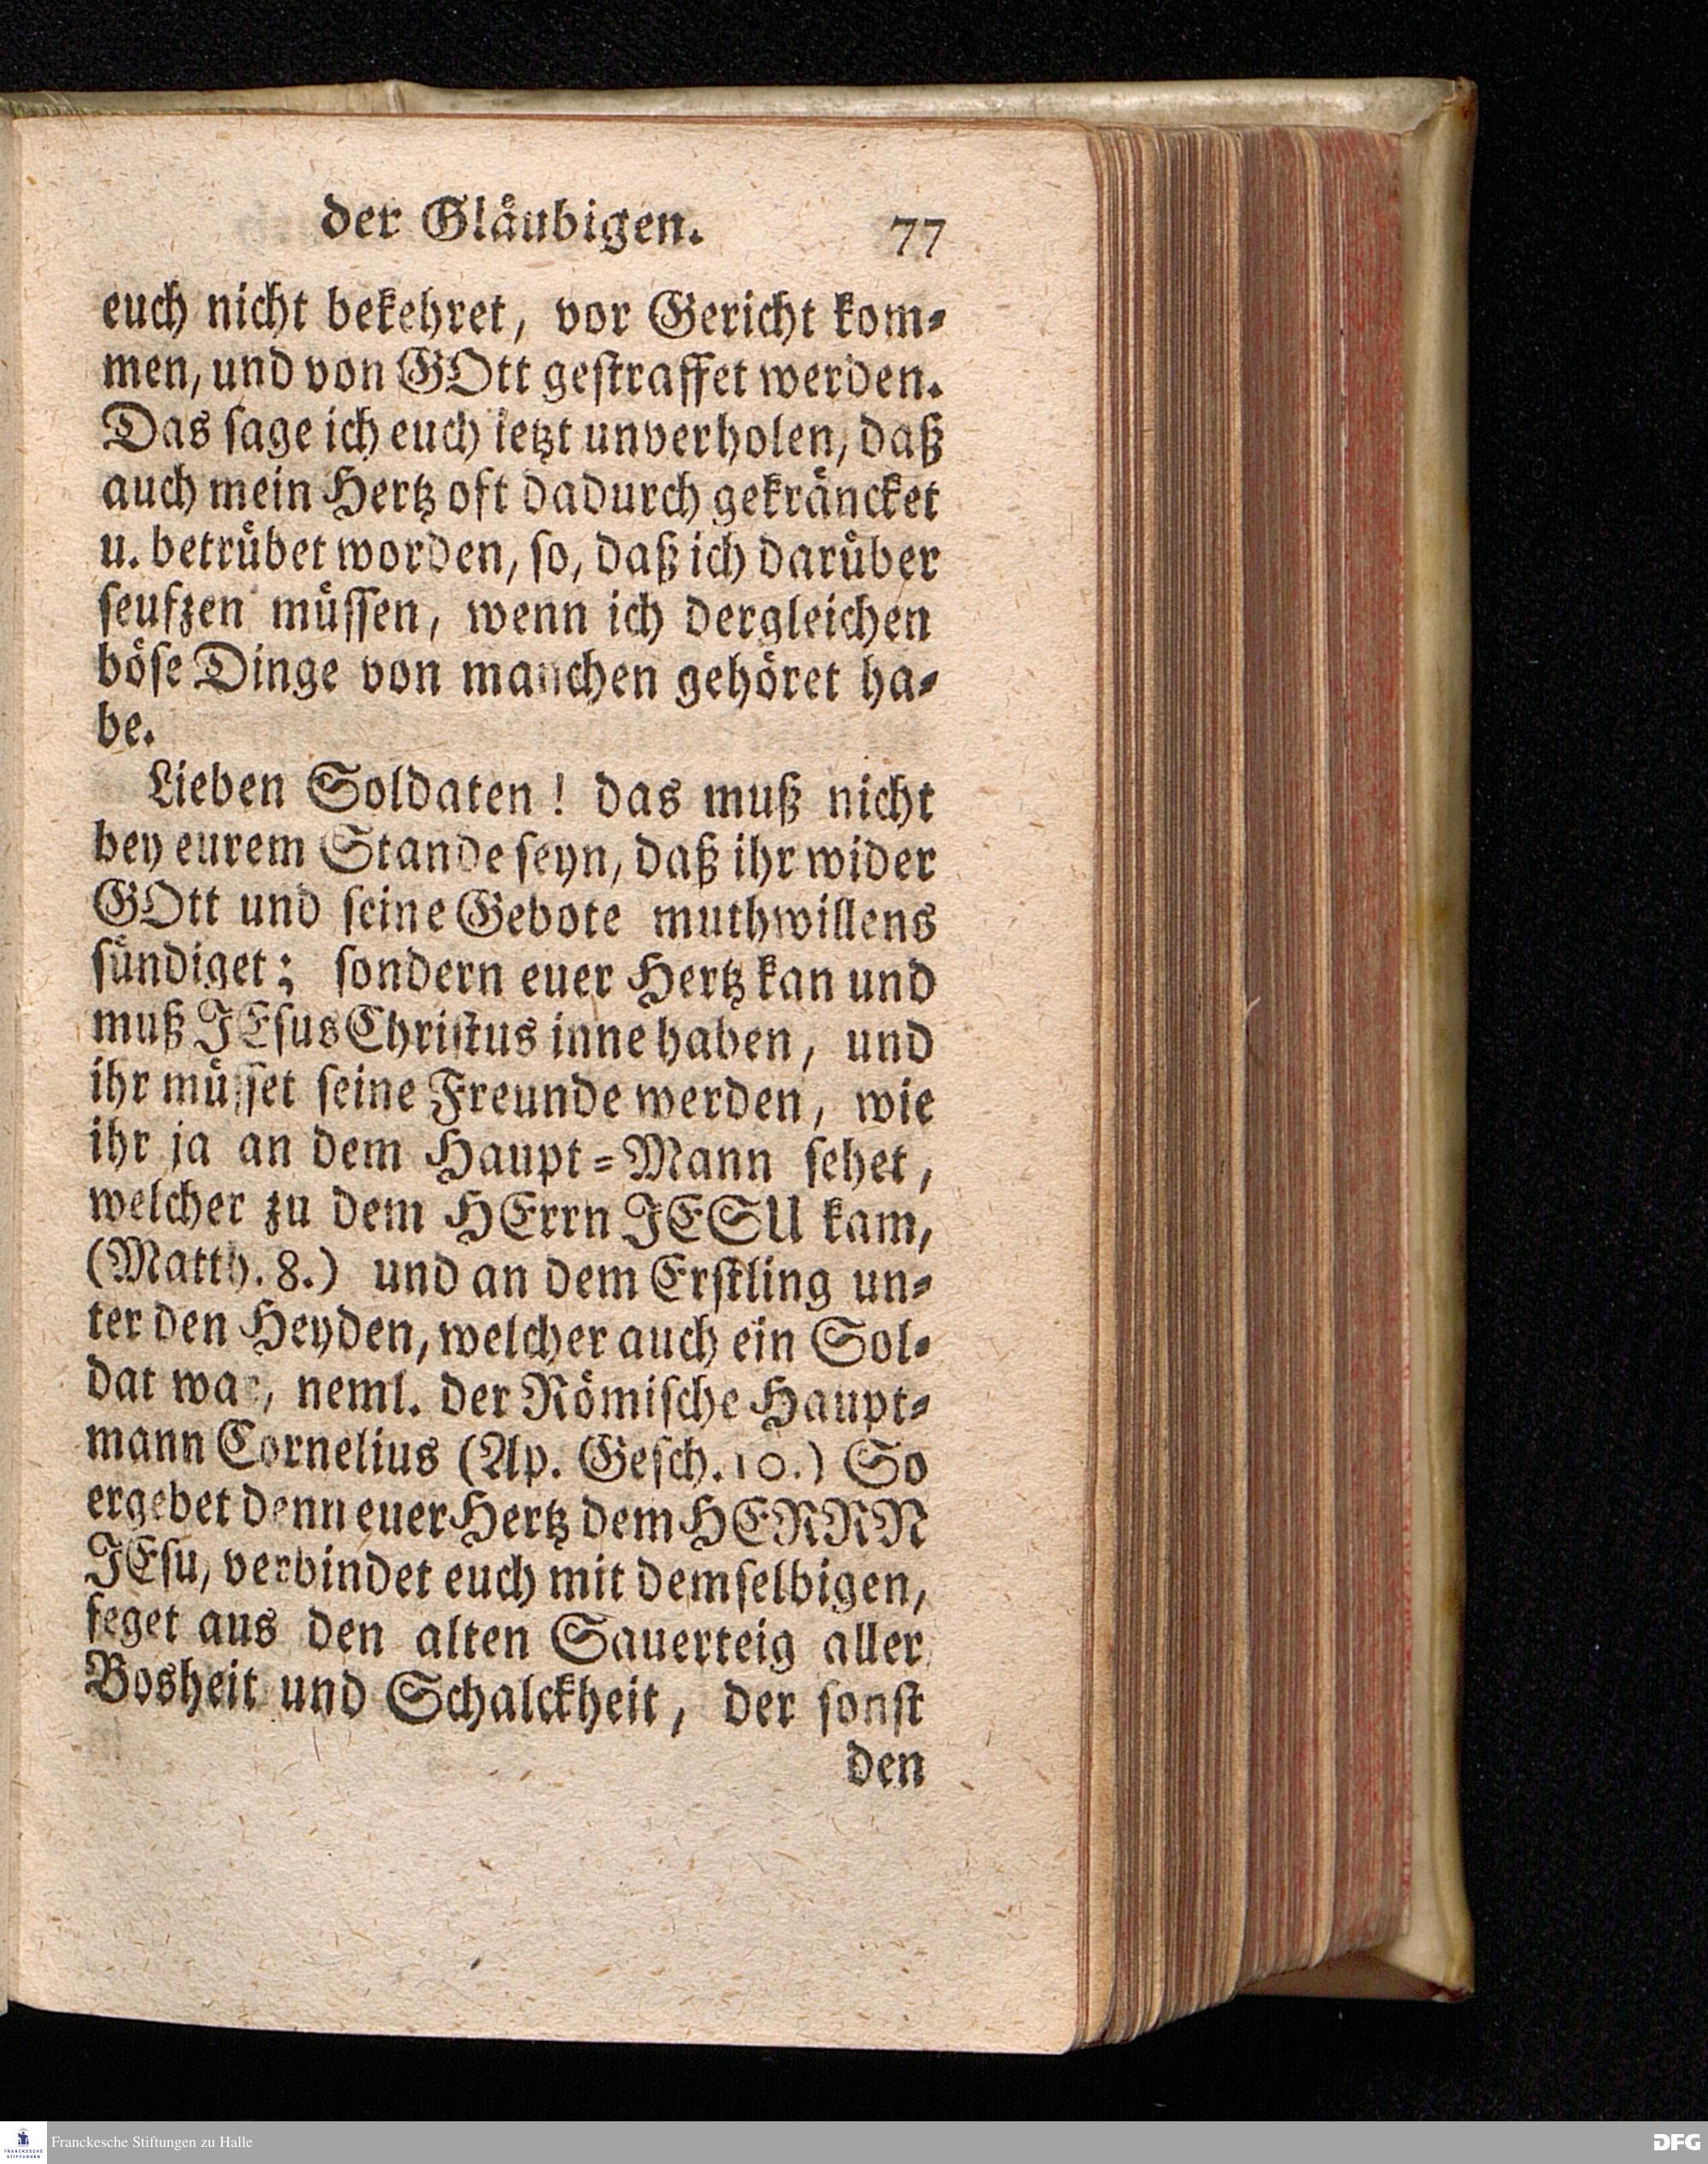 der Gläubigen. 77
euch nicht bekehret, vor Gericht kom-
men, und von GOtt gestraffet werden.
Das sage ich euch ietzt unverholen, daß
auch mein Hertz oft dadurch gekräncket
u. betrübet worden, so, daß ich darüber
seufzen müssen, wenn ich dergleichen
böse Dinge von manchen gehöret ha-
be.
Lieben Soldaten! das muß nicht
bey eurem Stande seyn, daß ihr wider
GOtt und seine Gebote muthwillens
sündiget; sondern euer Hertz kan und
muß JEsus Christus inne haben, und
ihr müsset seine Freunde werden, wie
ihr ja an dem Haupt-Mann sehet,
welcher zu dem HErrn JESU kam,
(Matth. 8.) und an dem Erstling un-
ter den Heyden, welcher auch ein Sol-
dat war, neml. der Römische Haupt-
mann Cornelius (Ap. Gesch. 10.) So
ergebet denn euer Hertz dem HERRN
JEsu, verbindet euch mit demselbigen,
feget aus den alten Sauerteig aller
Bosheit und Schalckheit, der sonst
den
FRANCKESCHE STIFTUNGEN
Franckesche Stiftungen zu Halle
DFG